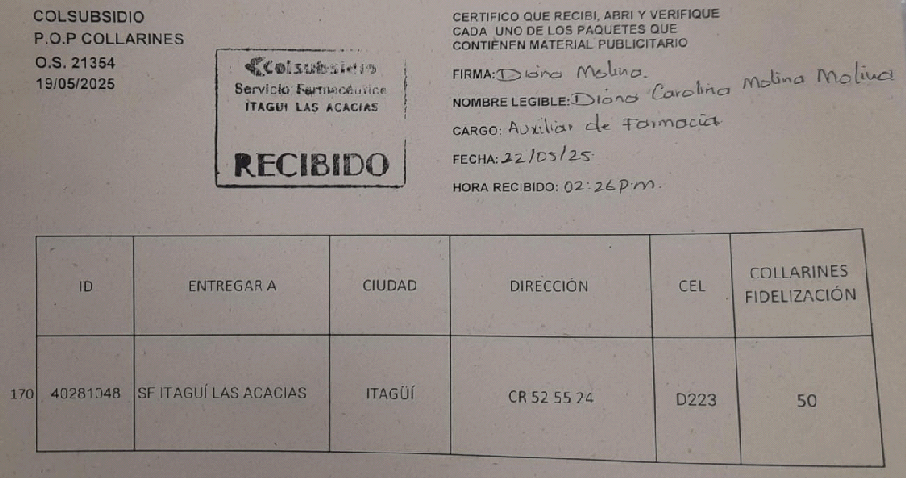 COLSUBSIDIO
P.O.P COLLARINES
O.S. 21354
19/05/2025
Colsubsidio
Servicio Farmacéutico
ITAGUI LAS ACACIAS
RECIBIDO
CERTIFICO QUE RECIBI, ABRI Y VERIFIQUE
CADA UNO DE LOS PAQUETES QUE
CONTIENEN MATERIAL PUBLICITARIO
FIRMA: Diana Molina.
NOMBRE LEGIBLE: Diana Carolina Molina Molina
CARGO: Auxiliar de Farmacia
FECHA: 22/05/25.
HORA RECIBIDO: 02:26 p.m.
ID ENTREGAR A CIUDAD DIRECCIÓN CEL COLLARINES
FIDELIZACIÓN
170 40281048 SF ITAGUÍ LAS ACACIAS ITAGÜÍ CR 52 55 24 D223 50